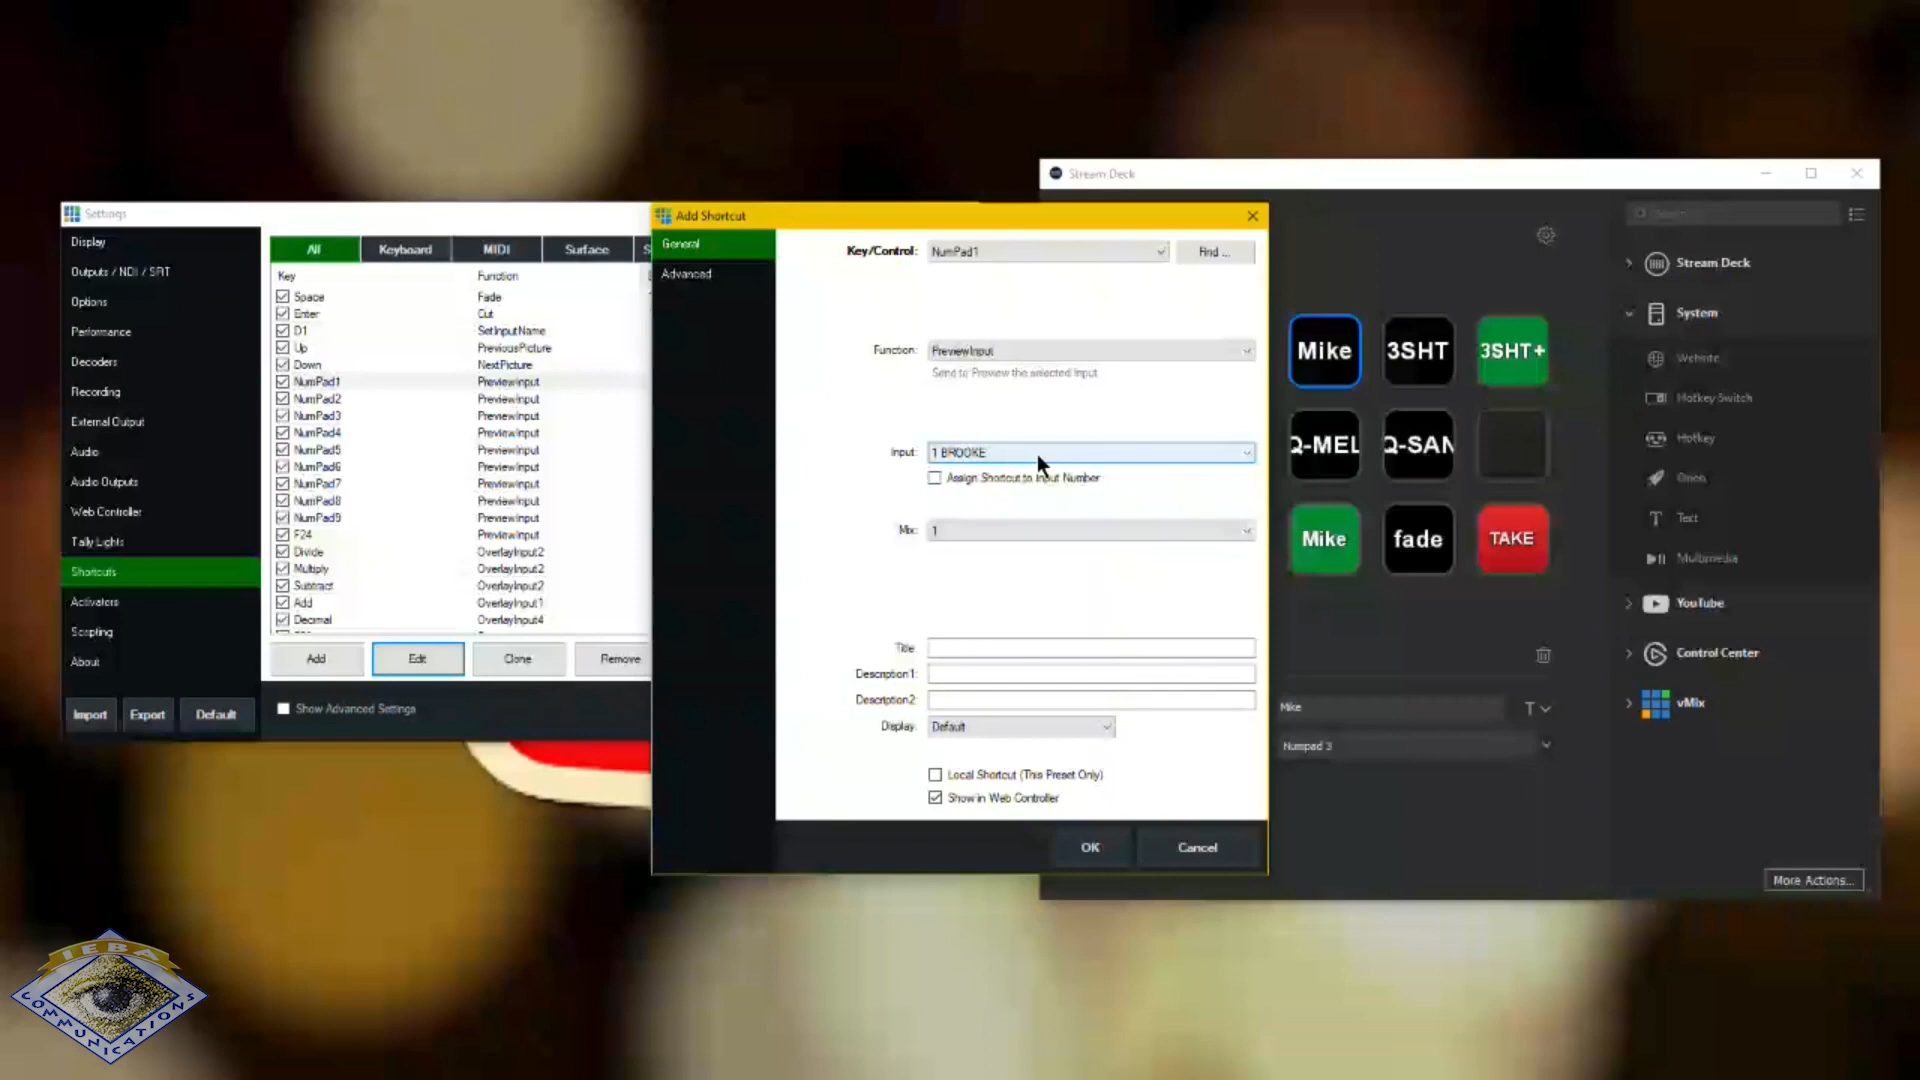 Settings
Display
Outputs / NDI / SRT
Options
Performance
Decoders
Recording
External Output
Audio
Audio Outputs
Web Controller
Tally Lights
Shortcuts
Activators
Scripting
About
Import Export Default
All Keyboard MIDI Surface S
Key Function
Space Fade
Enter Cut
D1 SetInputName
Up PreviousPicture
Down NextPicture
NumPad1 PreviewInput
NumPad2 PreviewInput
NumPad3 PreviewInput
NumPad4 PreviewInput
NumPad5 PreviewInput
NumPad6 PreviewInput
NumPad7 PreviewInput
NumPad8 PreviewInput
NumPad9 PreviewInput
F24 PreviewInput
Divide OverlayInput2
Multiply OverlayInput2
Subtract OverlayInput2
Add OverlayInput1
Decimal OverlayInput4
Add Edit Clone Remove
Show Advanced Settings
Add Shortcut
General
Advanced
Key/Control: NumPad1 Find ...
Function: PreviewInput
Send to Preview the selected Input
Input: 1 BROOKE
Assign Shortcut to Input Number
Mix: 1
Title
Description1:
Description2:
Display: Default
Local Shortcut (This Preset Only)
Show in Web Controller
OK Cancel
Stream Deck
Search
Mike 3SHT 3SHT+
Q-MEL Q-SAN
Mike fade TAKE
Mike T
Numpad 3
Stream Deck
System
Website
Hotkey Switch
Hotkey
Open
Text
Multimedia
YouTube
Control Center
vMix
More Actions...
IEBA
COMMUNICATIONS